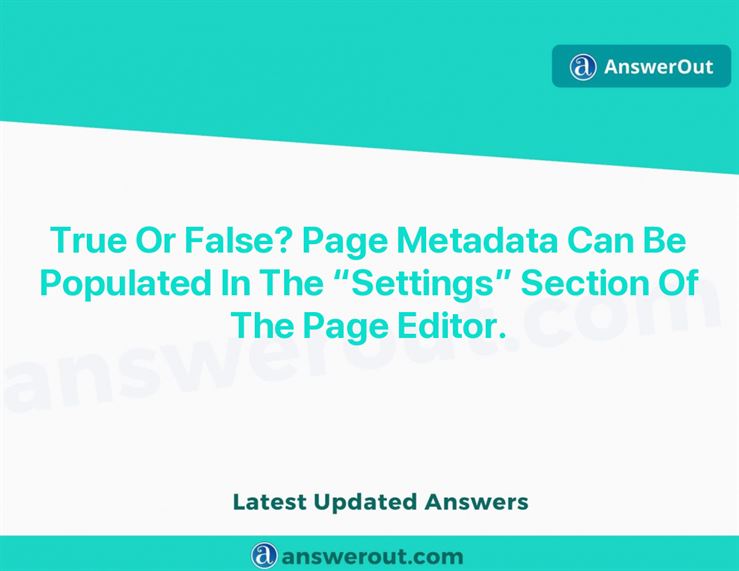 AnswerOut
True Or False? Page Metadata Can Be
Populated In The “Settings” Section Of
The Page Editor.
answerout.com
Latest Updated Answers
answerout.com